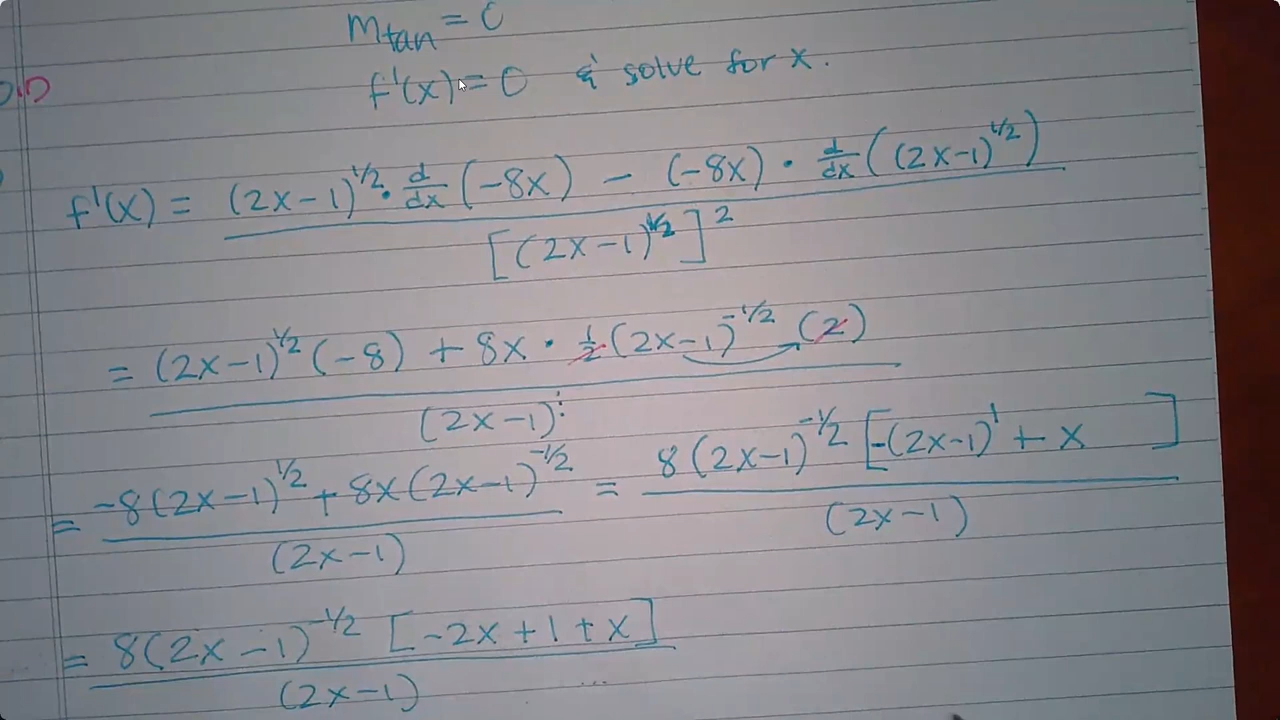 m_tan = 0
f'(x) = 0 & solve for x.
f'(x) = (2x-1)^1/2 · d/dx (-8x) - (-8x) · d/dx ((2x-1)^1/2)
[(2x-1)^1/2]^2
= (2x-1)^1/2 (-8) + 8x · 1/2 (2x-1)^-1/2 (2)
(2x-1)^1
= -8(2x-1)^1/2 + 8x(2x-1)^-1/2 = 8(2x-1)^-1/2 [-(2x-1)^1 + x ]
(2x-1) (2x-1)
= 8(2x-1)^-1/2 [-2x+1+x]
(2x-1)